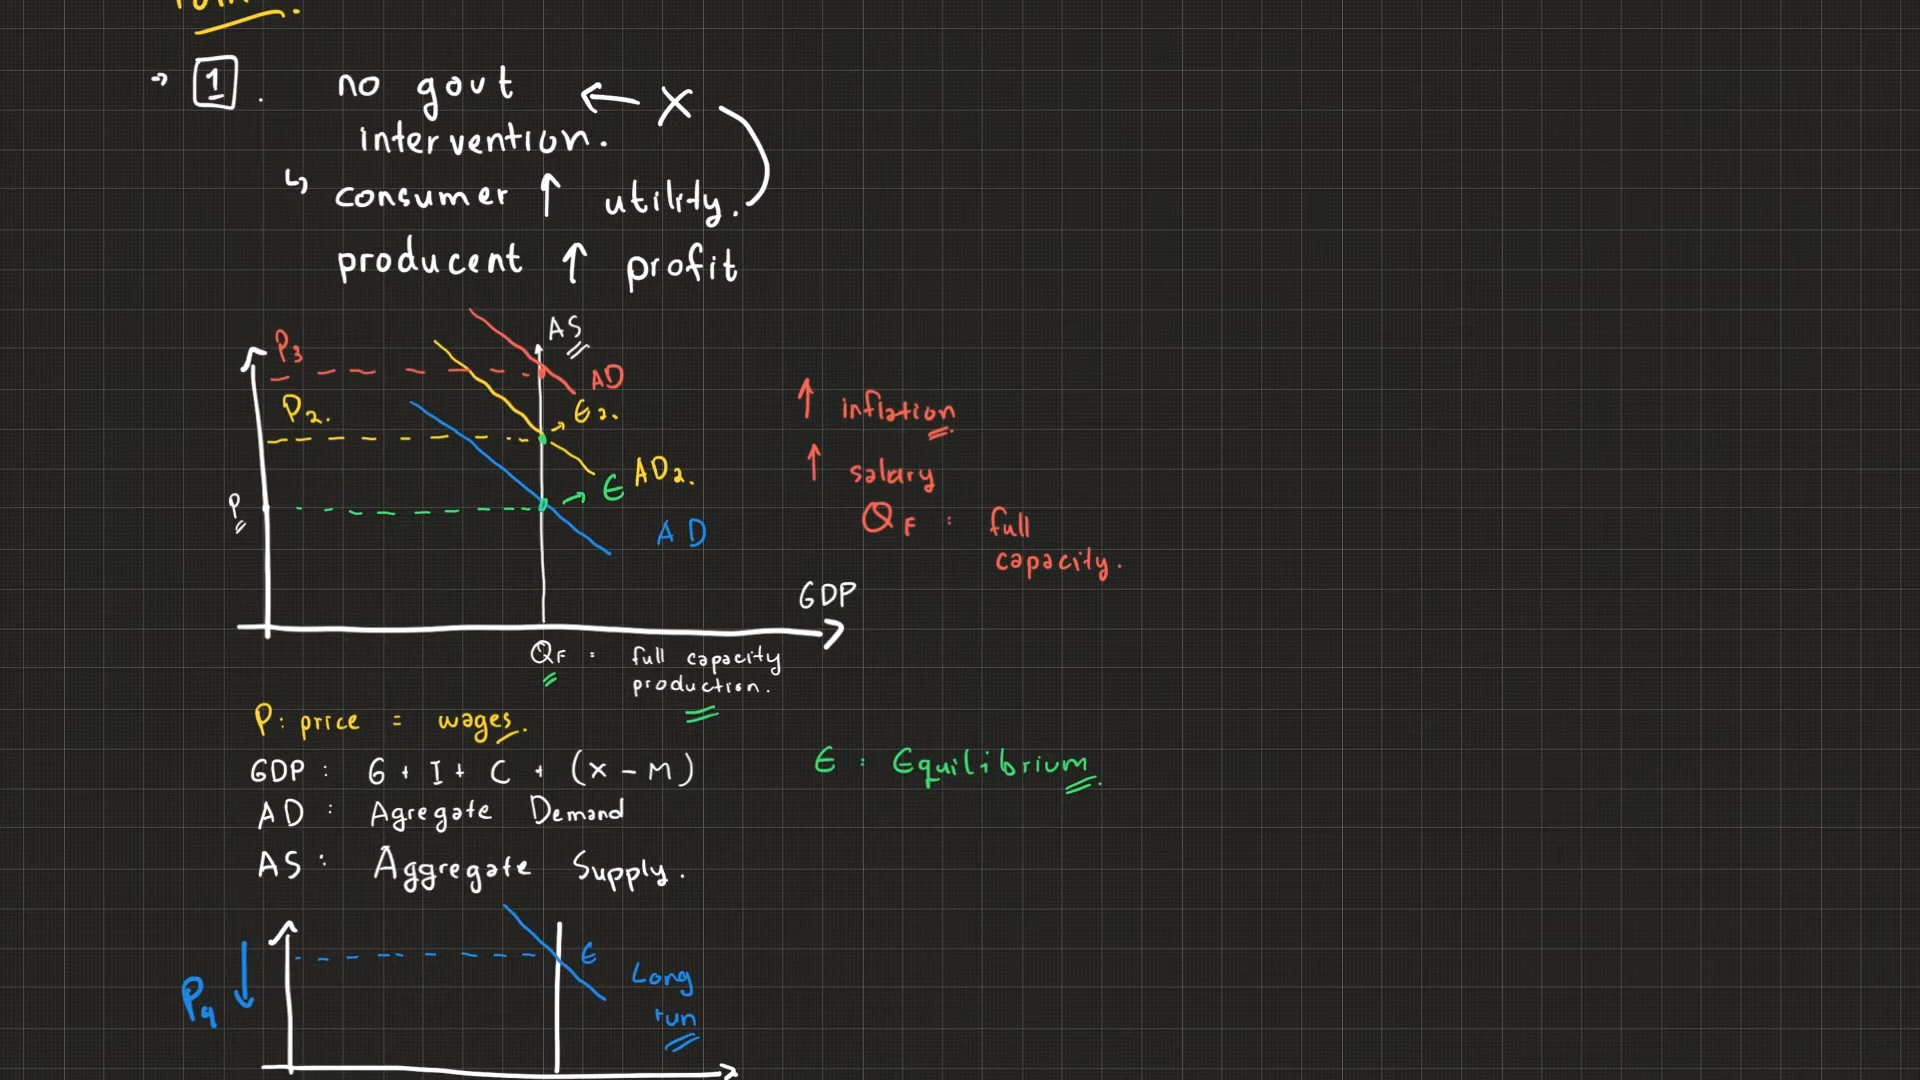 1. no govt ← X
intervention.
↳ consumer ↑ utility.
producent ↑ profit
AS
P3
AD
P2.
E2.
AD2.
E
P
AD
GDP
QF : full capacity
production.
↑ inflation
↑ salary
QF : full
capacity.
P: price = wages.
GDP : G + I + C + (X - M)
AD : Agregate Demand
AS : Aggregate Supply.
E : Equilibrium.
E
P4 ↓
Long
run